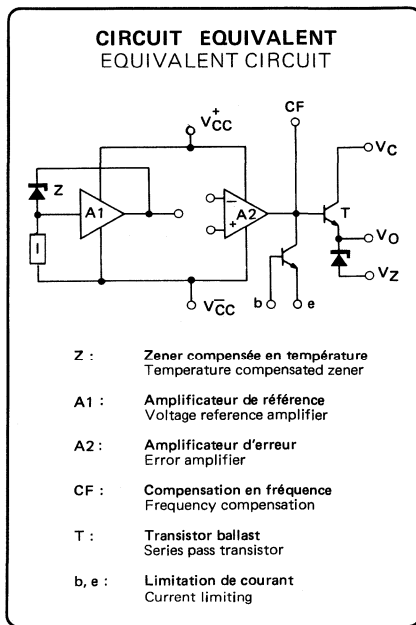 CIRCUIT EQUIVALENT
EQUIVALENT CIRCUIT
CF
V+CC
VC
Z
A1
−
+
A2
T
VO
I
VZ
V−CC
b
e
Z : Zener compensée en température
Temperature compensated zener
A1 : Amplificateur de référence
Voltage reference amplifier
A2 : Amplificateur d'erreur
Error amplifier
CF : Compensation en fréquence
Frequency compensation
T : Transistor ballast
Series pass transistor
b, e : Limitation de courant
Current limiting